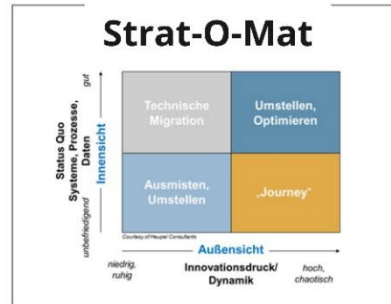 Strat-O-Mat
Status Quo
Systeme, Prozesse,
Daten
Innensicht
gut
unbefriedigend
Technische
Migration
Umstellen,
Optimieren
Ausmisten,
Umstellen
„Journey“
Courtesy of Heupel Consultants
Außensicht
niedrig,
ruhig
Innovationsdruck/
Dynamik
hoch,
chaotisch